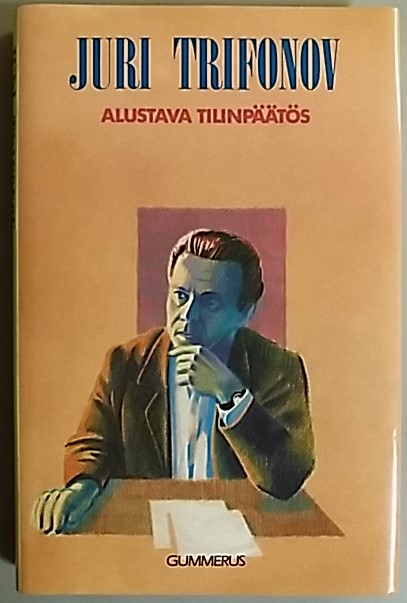 JURI TRIFONOV
ALUSTAVA TILINPÄÄTÖS
GUMMERUS